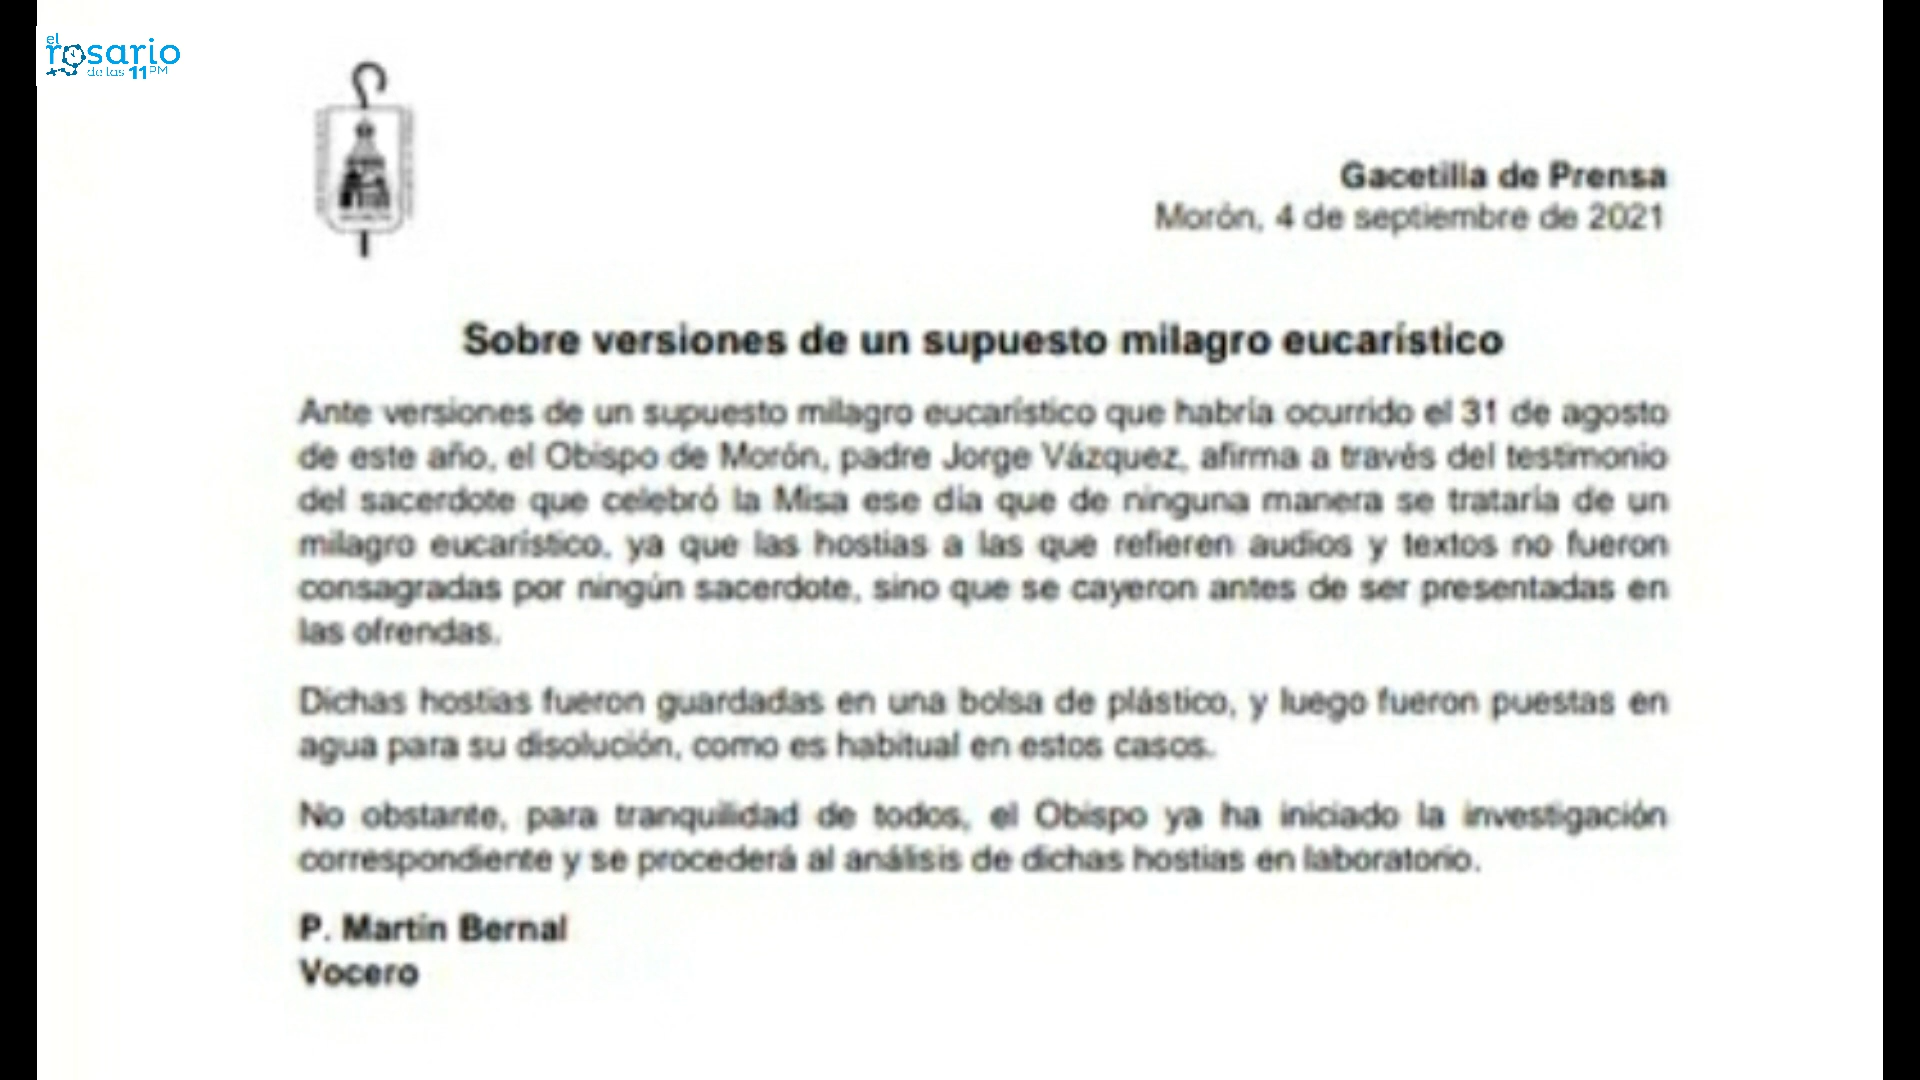 el
rosario
de las 11PM
Gacetilla de Prensa
Morón, 4 de septiembre de 2021
Sobre versiones de un supuesto milagro eucarístico
Ante versiones de un supuesto milagro eucarístico que habría ocurrido el 31 de agosto
de este año, el Obispo de Morón, padre Jorge Vázquez, afirma a través del testimonio
del sacerdote que celebró la Misa ese día que de ninguna manera se trataría de un
milagro eucarístico, ya que las hostias a las que refieren audios y textos no fueron
consagradas por ningún sacerdote, sino que se cayeron antes de ser presentadas en
las ofrendas.
Dichas hostias fueron guardadas en una bolsa de plástico, y luego fueron puestas en
agua para su disolución, como es habitual en estos casos.
No obstante, para tranquilidad de todos, el Obispo ya ha iniciado la investigación
correspondiente y se procederá al análisis de dichas hostias en laboratorio.
P. Martín Bernal
Vocero